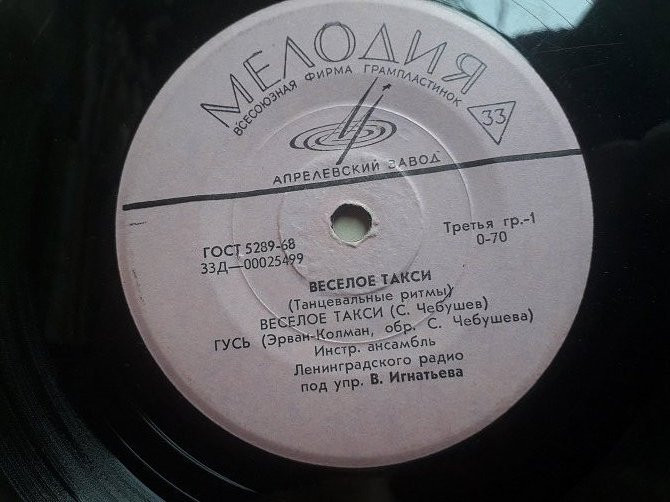 МЕЛОДИЯ
ВСЕСОЮЗНАЯ ФИРМА ГРАМПЛАСТИНОК
33
АПРЕЛЕВСКИЙ ЗАВОД
ГОСТ 5289-68
33Д—00025499
Третья гр.-1
0-70
ВЕСЕЛОЕ ТАКСИ
(Танцевальные ритмы)
ВЕСЕЛОЕ ТАКСИ (С. Чебушев)
ГУСЬ (Эрван-Колман, обр. С. Чебушева)
Инстр. ансамбль
Ленинградского радио
под упр. В. Игнатьева